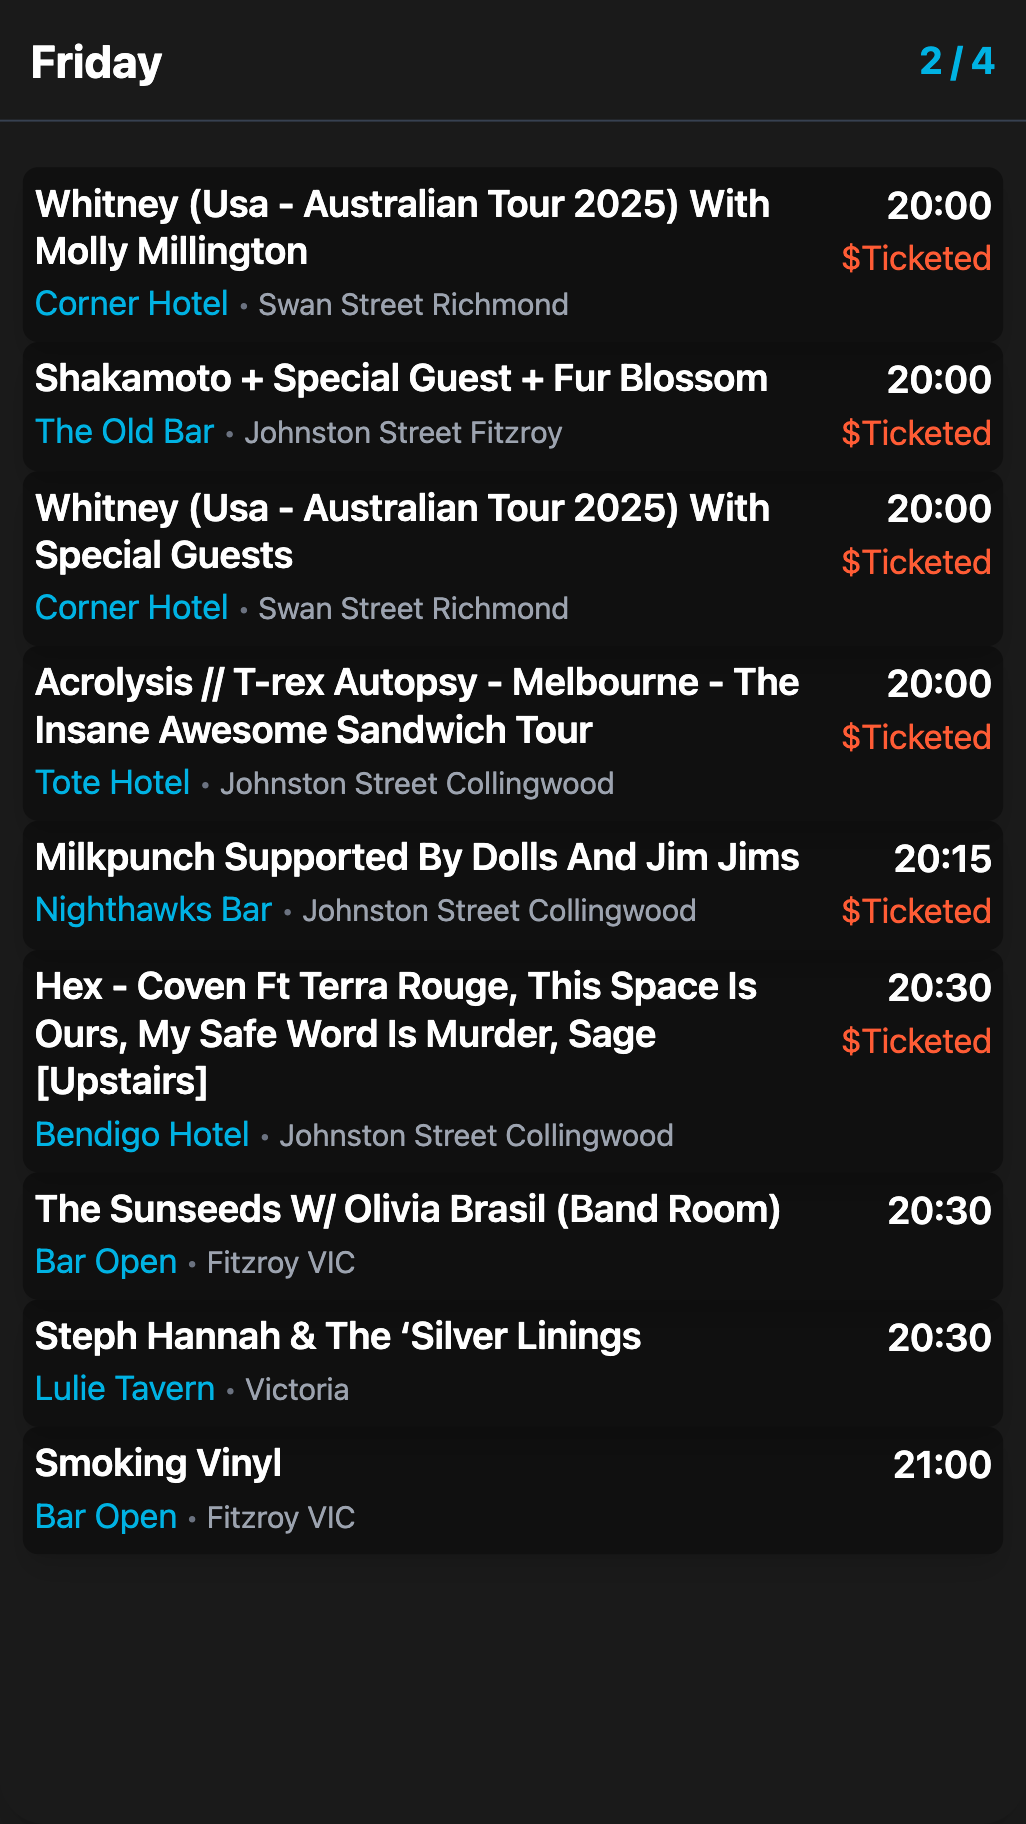 Friday
2 / 4
Whitney (Usa - Australian Tour 2025) With
Molly Millington
20:00
$Ticketed
Corner Hotel • Swan Street Richmond
Shakamoto + Special Guest + Fur Blossom
20:00
The Old Bar • Johnston Street Fitzroy
$Ticketed
Whitney (Usa - Australian Tour 2025) With
Special Guests
20:00
$Ticketed
Corner Hotel • Swan Street Richmond
Acrolysis // T-rex Autopsy - Melbourne - The
Insane Awesome Sandwich Tour
20:00
$Ticketed
Tote Hotel • Johnston Street Collingwood
Milkpunch Supported By Dolls And Jim Jims
20:15
Nighthawks Bar • Johnston Street Collingwood
$Ticketed
Hex - Coven Ft Terra Rouge, This Space Is
Ours, My Safe Word Is Murder, Sage
[Upstairs]
20:30
$Ticketed
Bendigo Hotel • Johnston Street Collingwood
The Sunseeds W/ Olivia Brasil (Band Room)
20:30
Bar Open • Fitzroy VIC
Steph Hannah & The ‘Silver Linings
20:30
Lulie Tavern • Victoria
Smoking Vinyl
21:00
Bar Open • Fitzroy VIC